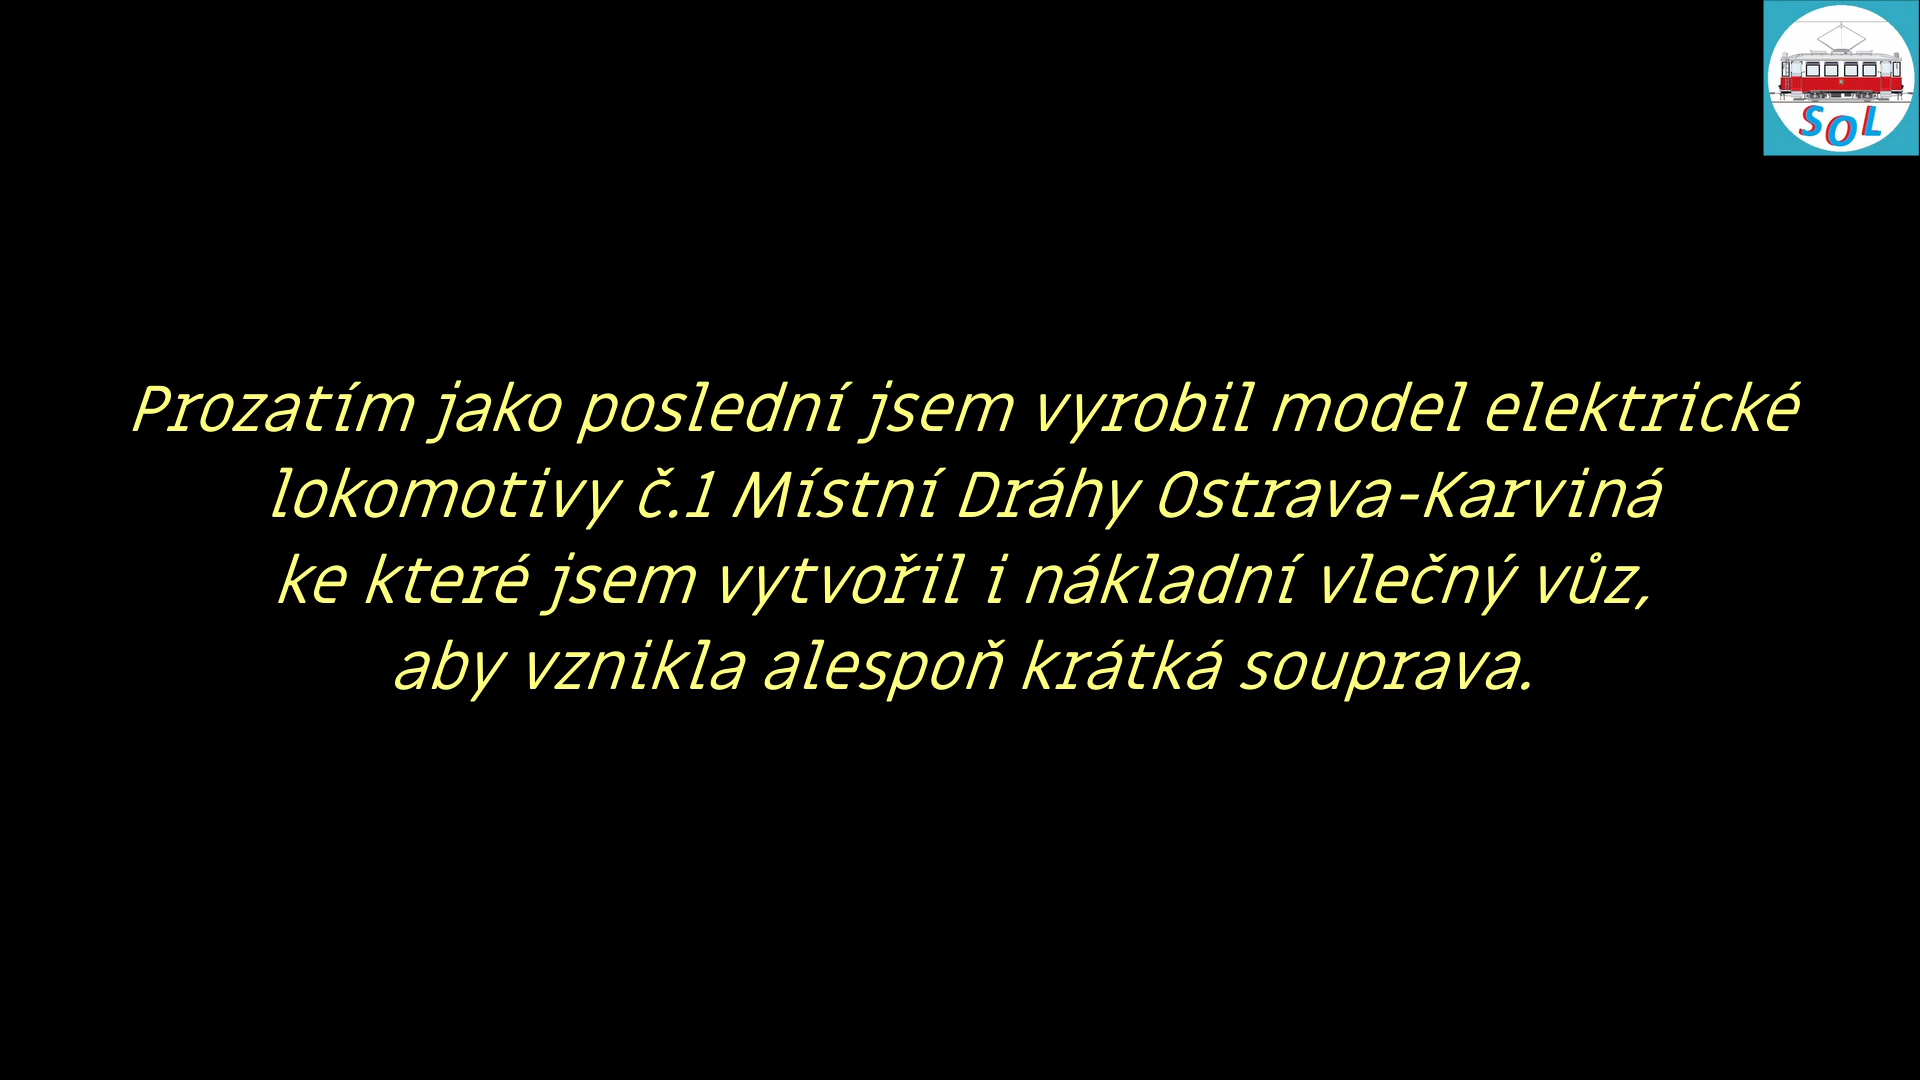 SOL
Prozatím jako poslední jsem vyrobil model elektrické
lokomotivy č.1 Místní Dráhy Ostrava-Karviná
ke které jsem vytvořil i nákladní vlečný vůz,
aby vznikla alespoň krátká souprava.